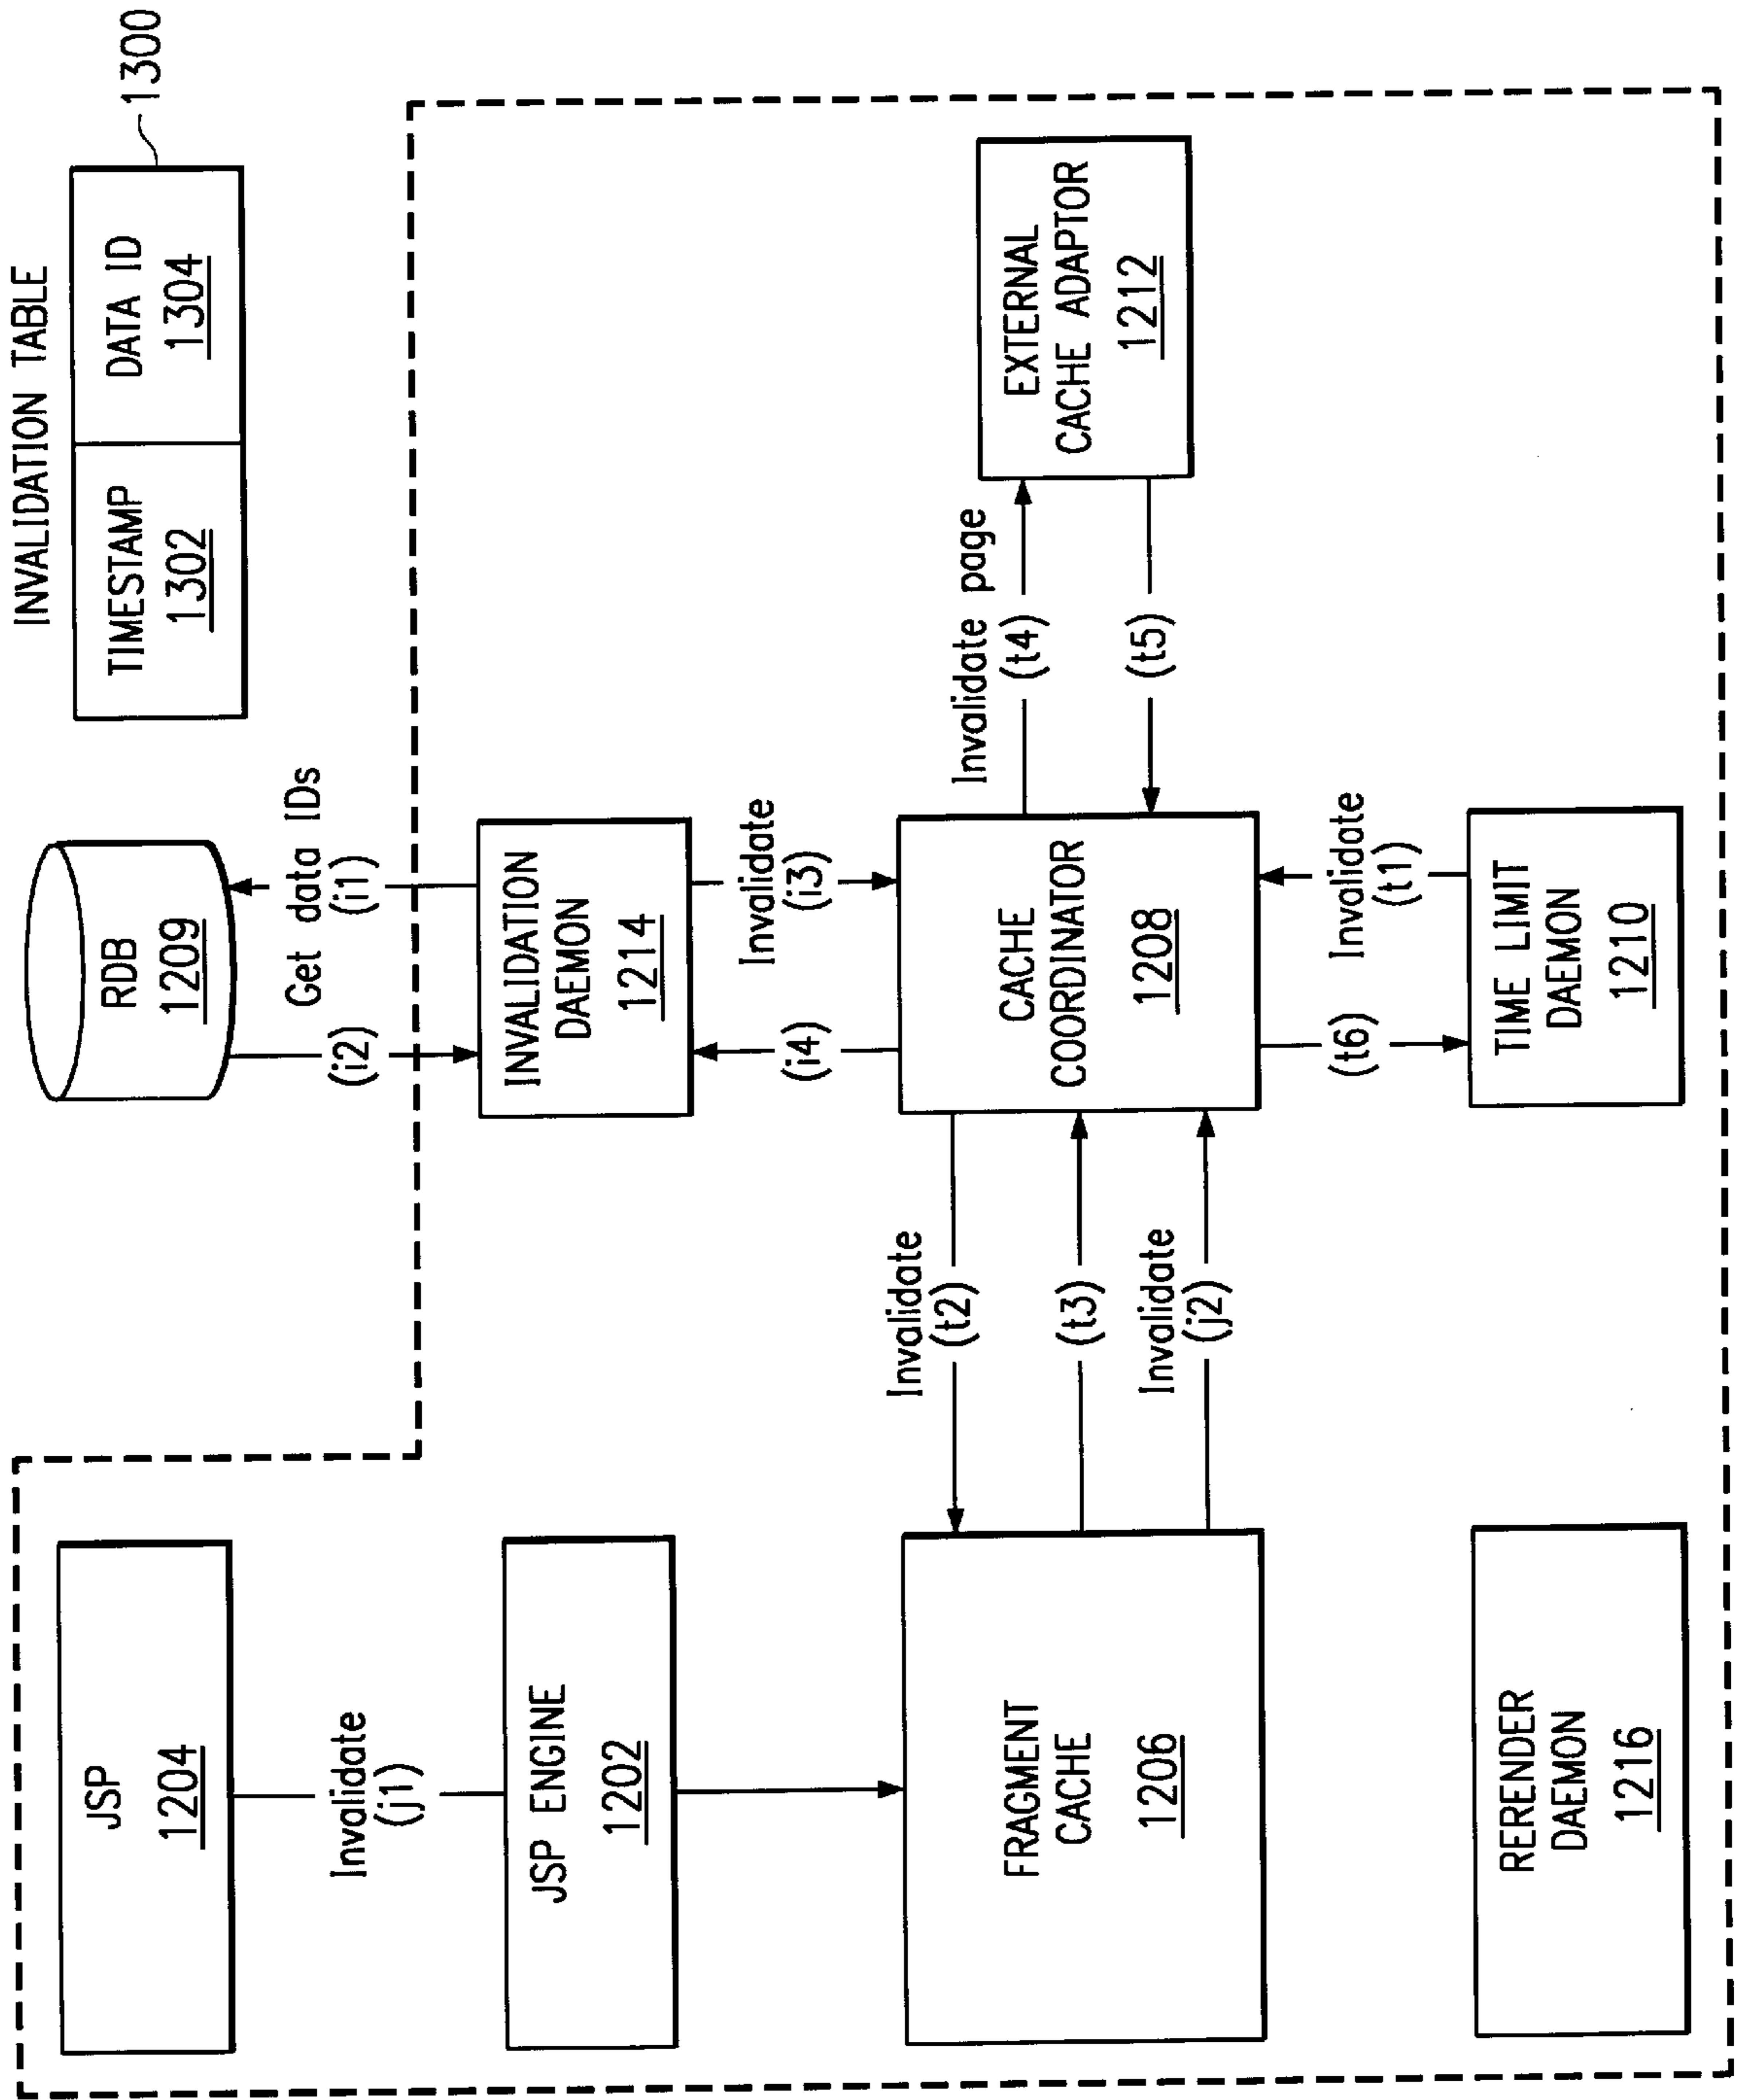 JSP
1204
Invalidate
(j1)
JSP ENGINE
1202
FRAGMENT
CACHE
1206
RERENDER
DAEMON
1216
RDB
1209
(i2)
Get data IDs
(i1)
INVALIDATION
DAEMON
1214
(i4)
Invalidate
(i3)
Invalidate
(t2)
(t3)
Invalidate
(j2)
CACHE
COORDINATOR
1208
(t6)
Invalidate
(t1)
TIME LIMIT
DAEMON
1210
INVALIDATION TABLE
TIMESTAMP
1302
DATA ID
1304
1300
Invalidate page
(t4)
(t5)
EXTERNAL
CACHE ADAPTOR
1212